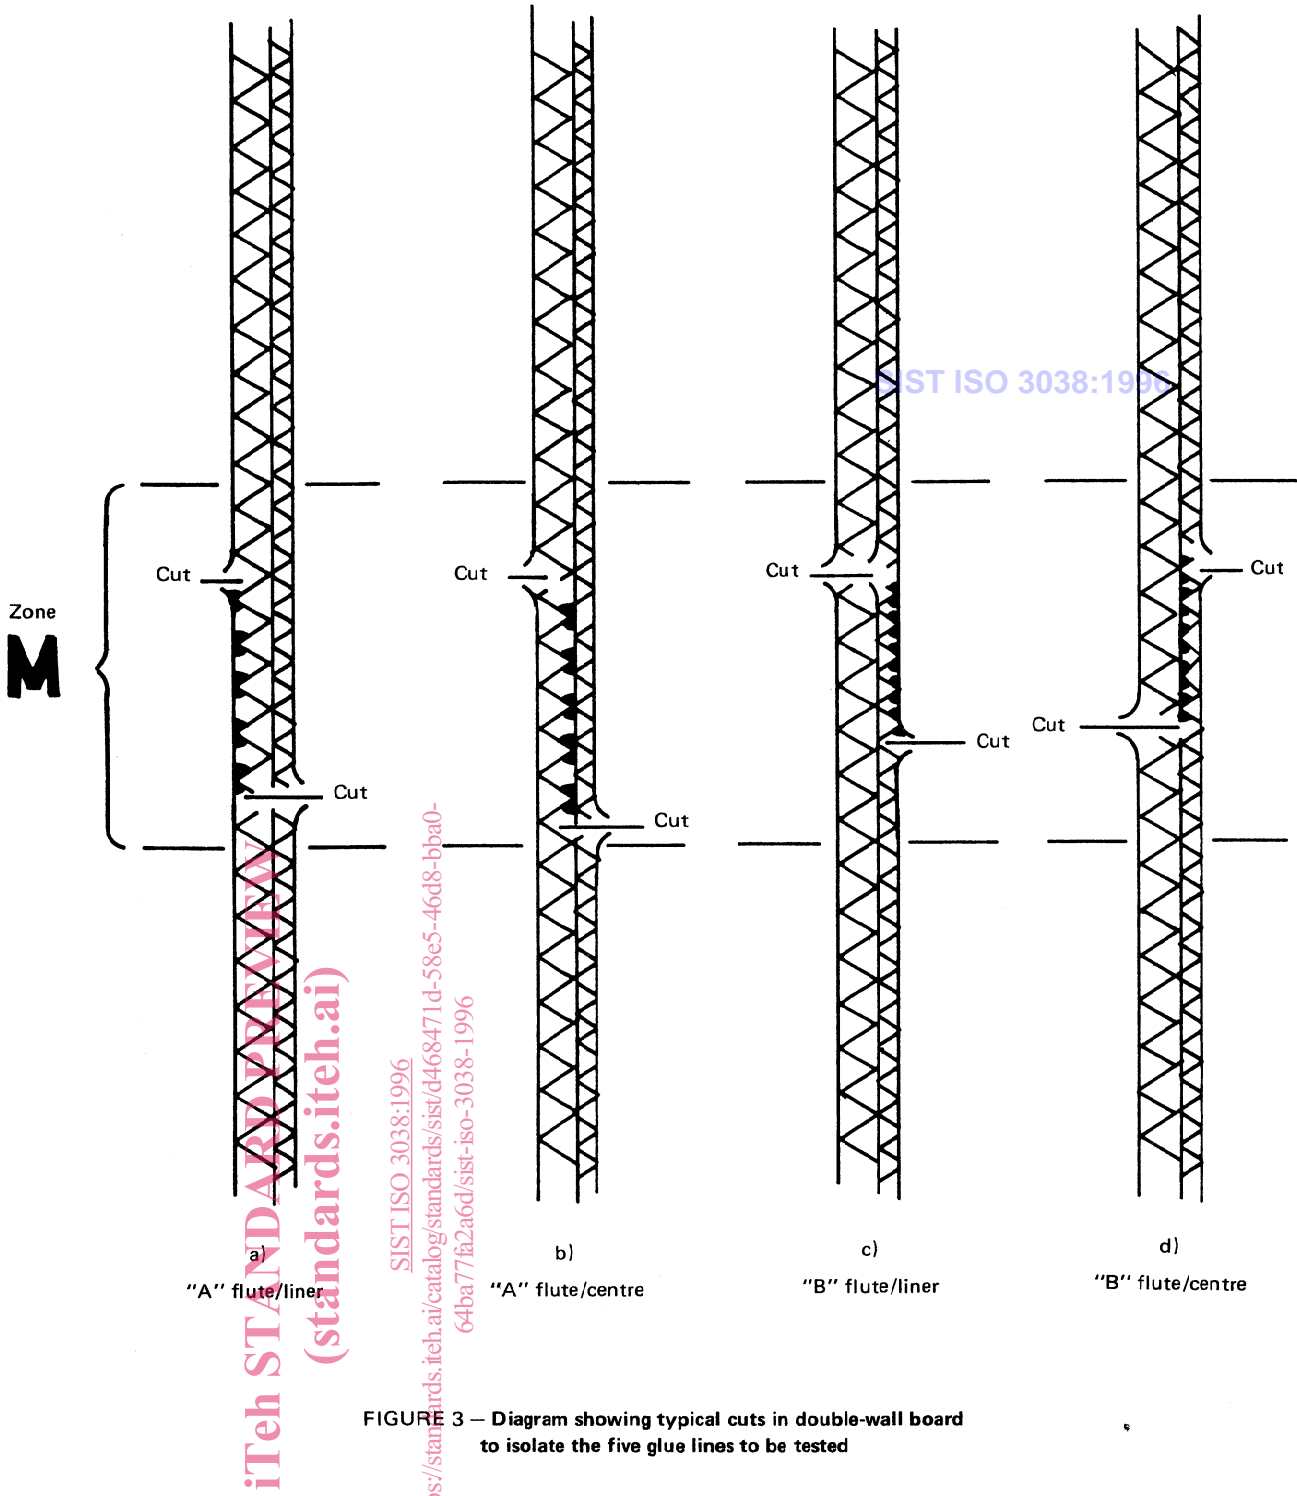 SIST ISO 3038:1996
Cut
Cut
Cut
Cut
Zone
M
Cut
Cut
Cut
Cut
iTeh STANDARD PREVIEW
(standards.iteh.ai)
SIST ISO 3038:1996
ps://standards.iteh.ai/catalog/standards/sist/d468471d-58e5-46d8-bba0-
64ba77fa2a6d/sist-iso-3038-1996
a)
"A" flute/liner
b)
"A" flute/centre
c)
"B" flute/liner
d)
"B" flute/centre
FIGURE 3 — Diagram showing typical cuts in double-wall board
to isolate the five glue lines to be tested